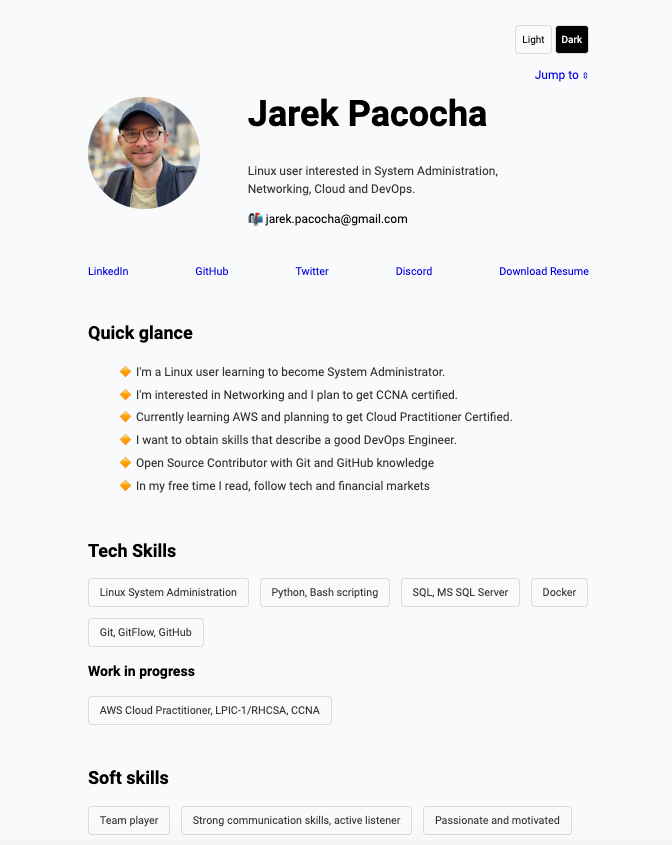 Light Dark
Jump to ⇳
Jarek Pacocha
Linux user interested in System Administration,
Networking, Cloud and DevOps.
📬 jarek.pacocha@gmail.com
LinkedIn GitHub Twitter Discord Download Resume
Quick glance
🔸 I'm a Linux user learning to become System Administrator.
🔸 I'm interested in Networking and I plan to get CCNA certified.
🔸 Currently learning AWS and planning to get Cloud Practitioner Certified.
🔸 I want to obtain skills that describe a good DevOps Engineer.
🔸 Open Source Contributor with Git and GitHub knowledge
🔸 In my free time I read, follow tech and financial markets
Tech Skills
Linux System Administration Python, Bash scripting SQL, MS SQL Server Docker
Git, GitFlow, GitHub
Work in progress
AWS Cloud Practitioner, LPIC-1/RHCSA, CCNA
Soft skills
Team player Strong communication skills, active listener Passionate and motivated